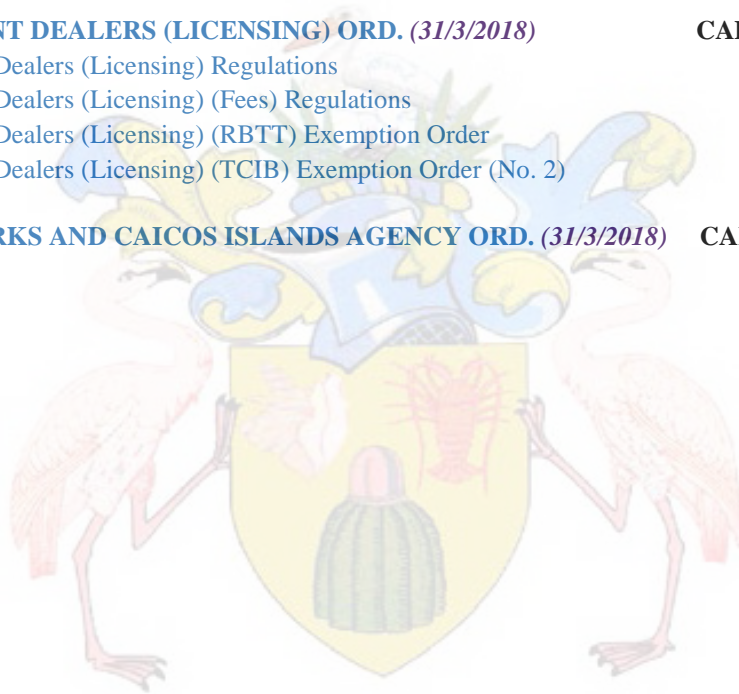 NT DEALERS (LICENSING) ORD. (31/3/2018) CA
Dealers (Licensing) Regulations
Dealers (Licensing) (Fees) Regulations
Dealers (Licensing) (RBTT) Exemption Order
Dealers (Licensing) (TCIB) Exemption Order (No. 2)
RKS AND CAICOS ISLANDS AGENCY ORD. (31/3/2018) CA